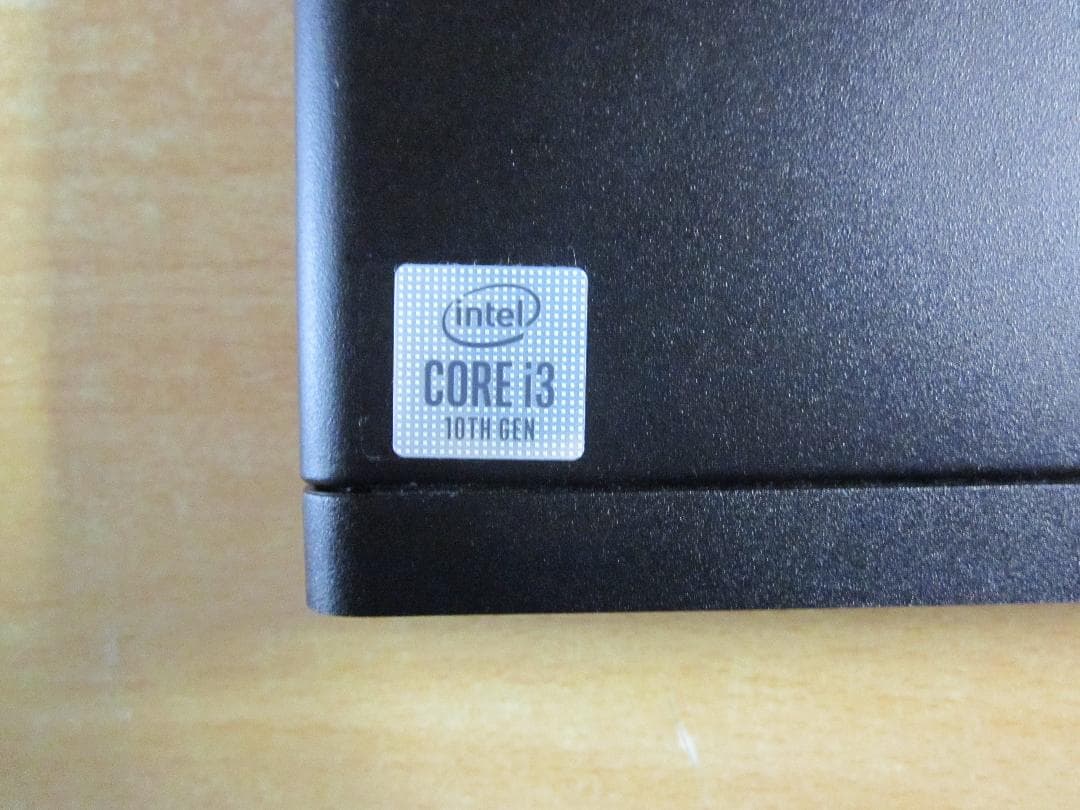 intel
CORE i3
10TH GEN